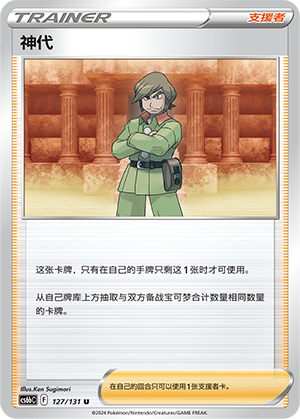 TRAINER 支援者
神代
这张卡牌，只有在自己的手牌只剩这1张时才可使用。
从自己牌库上方抽取与双方备战宝可梦合计数量相同数量
的卡牌。
Illus.Ken Sugimori
CS6bC F 127/131 U
在自己的回合只可以使用1张支援者卡。
©2024 Pokémon/Nintendo/Creatures/GAME FREAK.